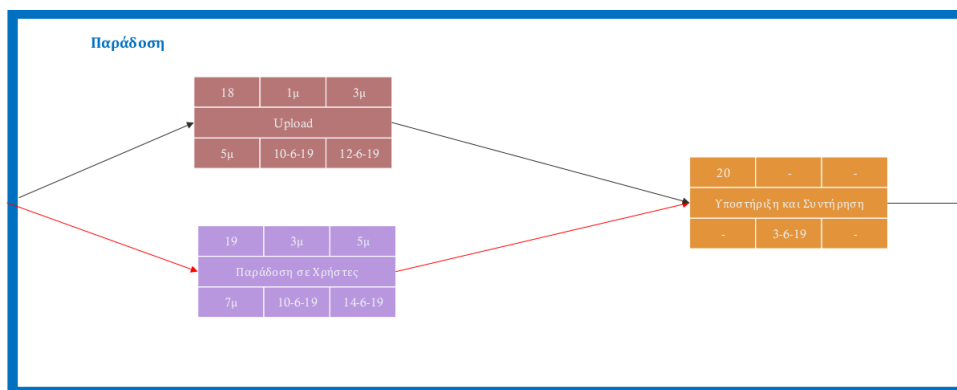 Παράδοση
18 1μ 3μ
Upload
5μ 10-6-19 12-6-19
19 3μ 5μ
Παράδοση σε Χρήστες
7μ 10-6-19 14-6-19
20 - -
Υποστήριξη και Συντήρηση
- 3-6-19 -